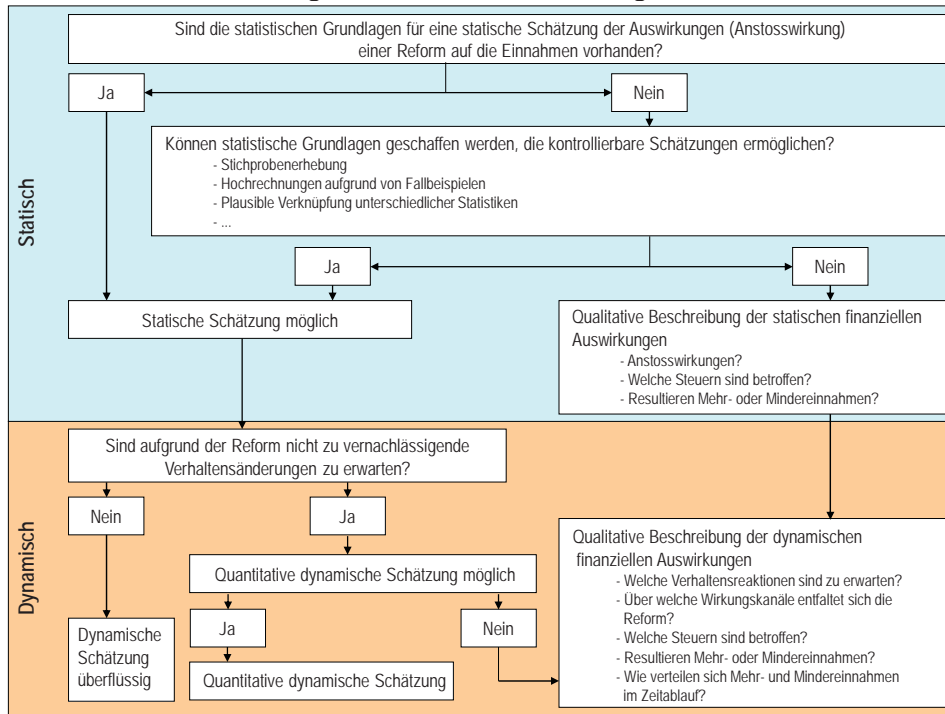 Sind die statistischen Grundlagen für eine statische Schätzung der Auswirkungen (Anstosswirkung)
einer Reform auf die Einnahmen vorhanden?
Ja
Nein
Können statistische Grundlagen geschaffen werden, die kontrollierbare Schätzungen ermöglichen?
- Stichprobenerhebung
- Hochrechnungen aufgrund von Fallbeispielen
- Plausible Verknüpfung unterschiedlicher Statistiken
- ...
Statisch
Ja
Nein
Statische Schätzung möglich
Qualitative Beschreibung der statischen finanziellen
Auswirkungen
- Anstosswirkungen?
- Welche Steuern sind betroffen?
- Resultieren Mehr- oder Mindereinnahmen?
Dynamisch
Sind aufgrund der Reform nicht zu vernachlässigende
Verhaltensänderungen zu erwarten?
Nein
Ja
Quantitative dynamische Schätzung möglich
Ja
Nein
Dynamische
Schätzung
überflüssig
Quantitative dynamische Schätzung
Qualitative Beschreibung der dynamischen
finanziellen Auswirkungen
- Welche Verhaltensreaktionen sind zu erwarten?
- Über welche Wirkungskanäle entfaltet sich die
Reform?
- Welche Steuern sind betroffen?
- Resultieren Mehr- oder Mindereinnahmen?
- Wie verteilen sich Mehr- und Mindereinnahmen
im Zeitablauf?